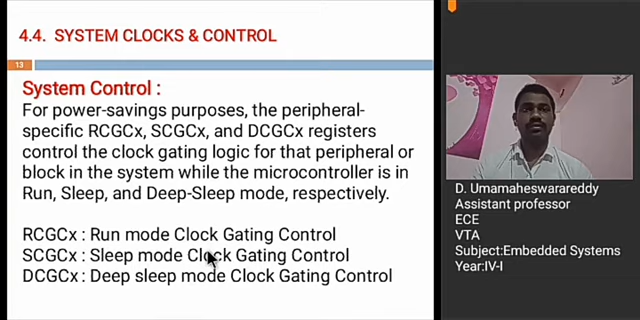 4.4. SYSTEM CLOCKS & CONTROL
13
System Control :
For power-savings purposes, the peripheral-
specific RCGCx, SCGCx, and DCGCx registers
control the clock gating logic for that peripheral or
block in the system while the microcontroller is in
Run, Sleep, and Deep-Sleep mode, respectively.
RCGCx : Run mode Clock Gating Control
SCGCx : Sleep mode Clock Gating Control
DCGCx : Deep sleep mode Clock Gating Control
D. Umamaheswarareddy
Assistant professor
ECE
VTA
Subject:Embedded Systems
Year:IV-I